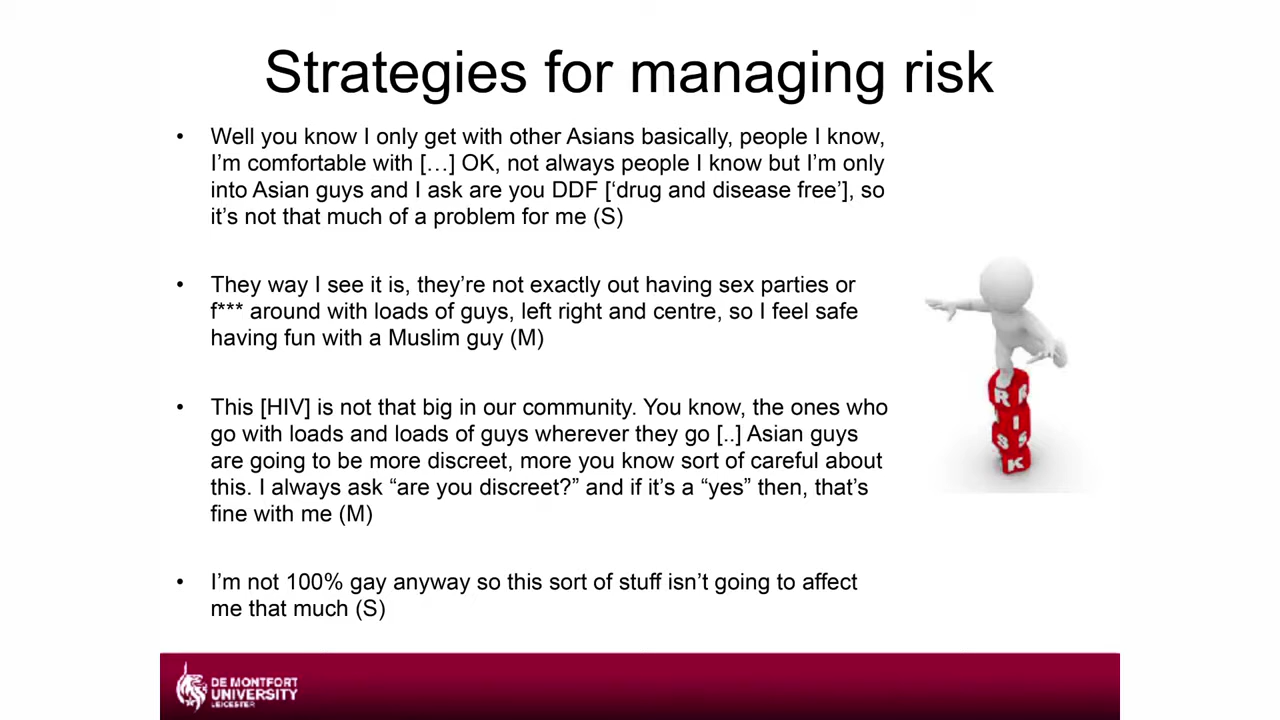 Strategies for managing risk
• Well you know I only get with other Asians basically, people I know,
I'm comfortable with […] OK, not always people I know but I'm only
into Asian guys and I ask are you DDF [‘drug and disease free’], so
it's not that much of a problem for me (S)
• They way I see it is, they're not exactly out having sex parties or
f*** around with loads of guys, left right and centre, so I feel safe
having fun with a Muslim guy (M)
• This [HIV] is not that big in our community. You know, the ones who
go with loads and loads of guys wherever they go [..] Asian guys
are going to be more discreet, more you know sort of careful about
this. I always ask “are you discreet?” and if it's a “yes” then, that's
fine with me (M)
• I'm not 100% gay anyway so this sort of stuff isn't going to affect
me that much (S)
R
I
S S
K
DE MONTFORT
UNIVERSITY
LEICESTER